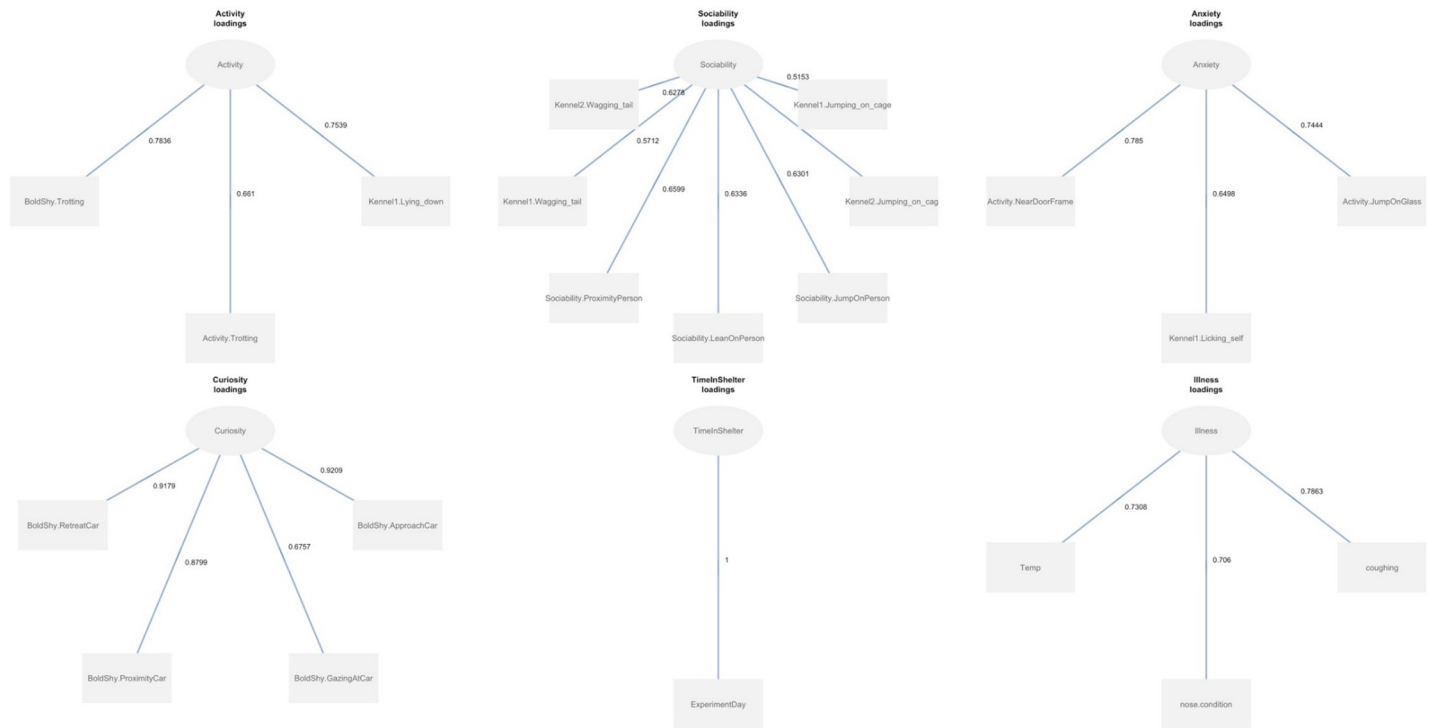 Activity
loadings
Activity
0.7836
0.7539
0.661
BoldShy.Trotting
Kennel1.Lying_down
Activity.Trotting
Sociability
loadings
Sociability
0.5153
0.6278
Kennel2.Wagging_tail
Kennel1.Jumping_on_cage
0.5712
0.6301
0.6599
0.6336
Kennel1.Wagging_tail
Kennel2.Jumping_on_cag
Sociability.ProximityPerson
Sociability.JumpOnPerson
Sociability.LeanOnPerson
Anxiety
loadings
Anxiety
0.785
0.7444
0.6498
Activity.NearDoorFrame
Activity.JumpOnGlass
Kennel1.Licking_self
Curiosity
loadings
Curiosity
0.9179
0.9209
BoldShy.RetreatCar
BoldShy.ApproachCar
0.8799
0.6757
BoldShy.ProximityCar
BoldShy.GazingAtCar
TimeInShelter
loadings
TimeInShelter
1
ExperimentDay
Illness
loadings
Illness
0.7308
0.7863
0.706
Temp
coughing
nose.condition